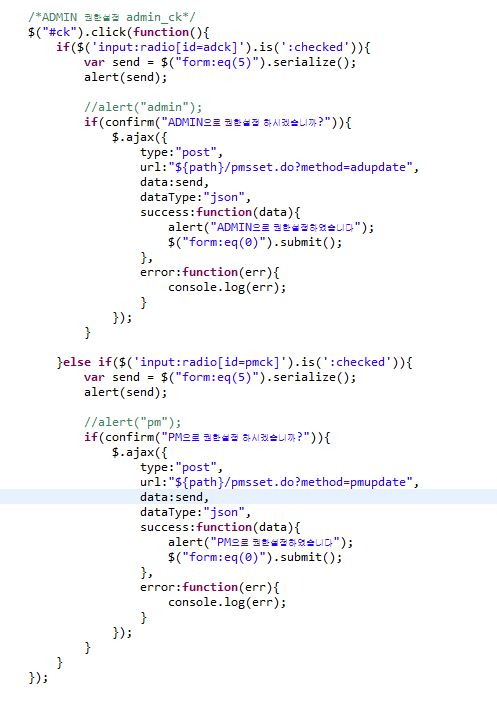 /*ADMIN 권한설정 admin_ck*/
$("#ck").click(function(){
if($('input:radio[id=adck]').is(':checked')){
var send = $("form:eq(5)").serialize();
alert(send);
//alert("admin");
if(confirm("ADMIN으로 권한설정 하시겠습니까?")){
$.ajax({
type:"post",
url:"${path}/pmsset.do?method=adupdate",
data:send,
dataType:"json",
success:function(data){
alert("ADMIN으로 권한설정하였습니다");
$("form:eq(0)").submit();
},
error:function(err){
console.log(err);
}
});
}
}else if($('input:radio[id=pmck]').is(':checked')){
var send = $("form:eq(5)").serialize();
alert(send);
//alert("pm");
if(confirm("PM으로 권한설정 하시겠습니까?")){
$.ajax({
type:"post",
url:"${path}/pmsset.do?method=pmupdate",
data:send,
dataType:"json",
success:function(data){
alert("PM으로 권한설정하였습니다");
$("form:eq(0)").submit();
},
error:function(err){
console.log(err);
}
});
}
}
});